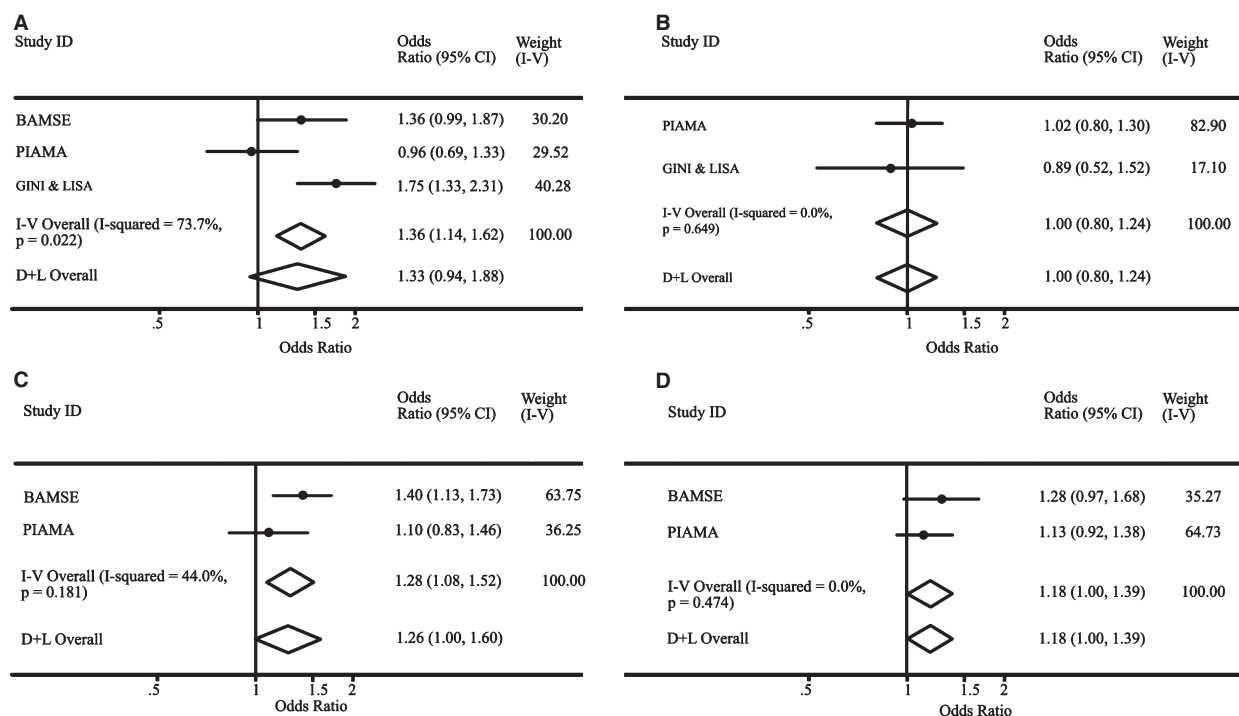 A
Study ID
Odds
Ratio (95% CI)
Weight
(I-V)
BAMSE
1.36 (0.99, 1.87)
30.20
PIAMA
0.96 (0.69, 1.33)
29.52
GINI & LISA
1.75 (1.33, 2.31)
40.28
I-V Overall (I-squared = 73.7%,
p = 0.022)
1.36 (1.14, 1.62)
100.00
D+L Overall
1.33 (0.94, 1.88)
.5 1 1.5 2
Odds Ratio
B
Study ID
Odds
Ratio (95% CI)
Weight
(I-V)
PIAMA
1.02 (0.80, 1.30)
82.90
GINI & LISA
0.89 (0.52, 1.52)
17.10
I-V Overall (I-squared = 0.0%,
p = 0.649)
1.00 (0.80, 1.24)
100.00
D+L Overall
1.00 (0.80, 1.24)
.5 1 1.5 2
Odds Ratio
C
Study ID
Odds
Ratio (95% CI)
Weight
(I-V)
BAMSE
1.40 (1.13, 1.73)
63.75
PIAMA
1.10 (0.83, 1.46)
36.25
I-V Overall (I-squared = 44.0%,
p = 0.181)
1.28 (1.08, 1.52)
100.00
D+L Overall
1.26 (1.00, 1.60)
.5 1 1.5 2
Odds Ratio
D
Study ID
Odds
Ratio (95% CI)
Weight
(I-V)
BAMSE
1.28 (0.97, 1.68)
35.27
PIAMA
1.13 (0.92, 1.38)
64.73
I-V Overall (I-squared = 0.0%,
p = 0.474)
1.18 (1.00, 1.39)
100.00
D+L Overall
1.18 (1.00, 1.39)
.5 1 1.5 2
Odds Ratio